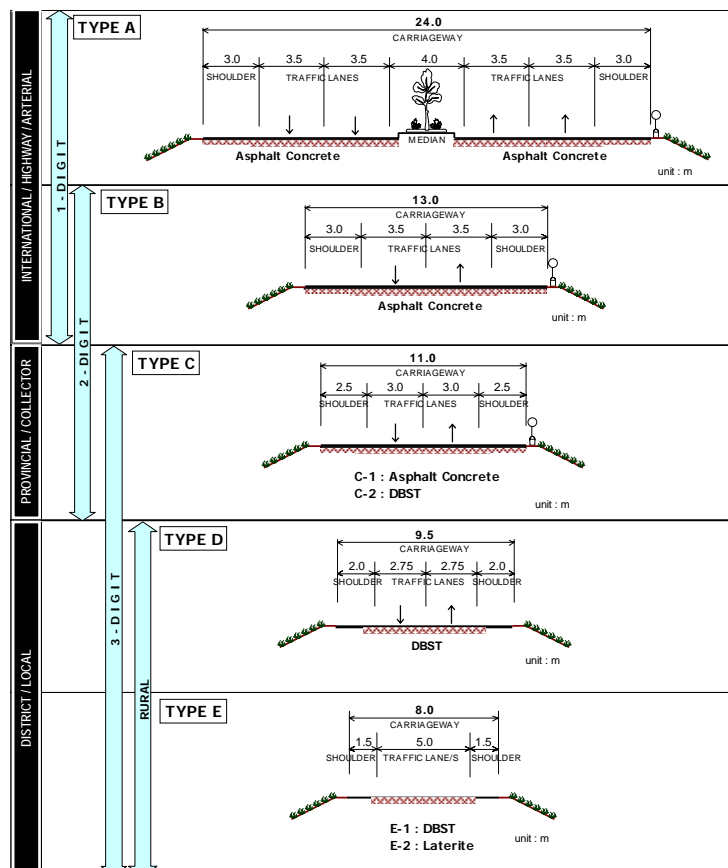 INTERNATIONAL / HIGHWAY / ARTERIAL
PROVINCIAL / COLLECTOR
DISTRICT / LOCAL
1 - DIGIT
2 - DIGIT
3 - DIGIT
RURAL
TYPE A
24.0
CARRIAGEWAY
3.0 3.5 3.5 4.0 3.5 3.5 3.0
SHOULDER TRAFFIC LANES TRAFFIC LANES SHOULDER
MEDIAN
Asphalt Concrete Asphalt Concrete
unit : m
TYPE B
13.0
CARRIAGEWAY
3.0 3.5 3.5 3.0
SHOULDER TRAFFIC LANES SHOULDER
Asphalt Concrete
unit : m
TYPE C
11.0
CARRIAGEWAY
2.5 3.0 3.0 2.5
SHOULDER TRAFFIC LANES SHOULDER
C-1 : Asphalt Concrete
C-2 : DBST
unit : m
TYPE D
9.5
CARRIAGEWAY
2.0 2.75 2.75 2.0
SHOULDER TRAFFIC LANES SHOULDER
DBST
unit : m
TYPE E
8.0
CARRIAGEWAY
1.5 5.0 1.5
SHOULDER TRAFFIC LANE/S SHOULDER
E-1 : DBST
E-2 : Laterite
unit : m